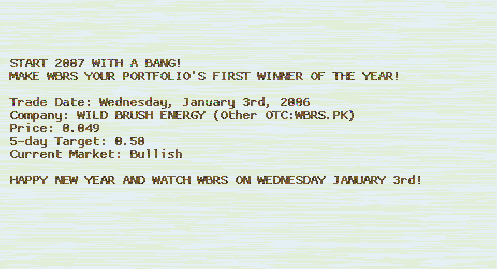 START 2007 WITH A BANG!
MAKE WBRS YOUR PORTFOLIO'S FIRST WINNER OF THE YEAR!
Trade Date: Wednesday, January 3rd, 2006
Company: WILD BRUSH ENERGY (Other OTC:WBRS.PK)
Price: 0.049
5-day Target: 0.50
Current Market: Bullish
HAPPY NEW YEAR AND WATCH WBRS ON WEDNESDAY JANUARY 3rd!